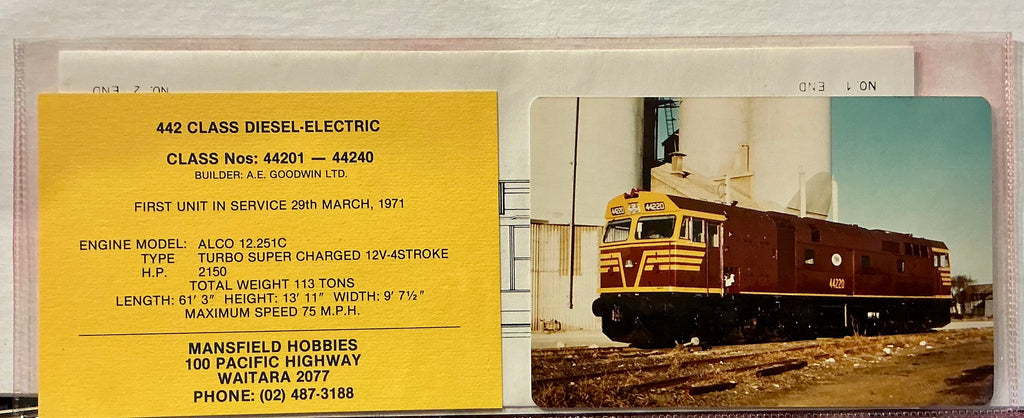 NO. 2 END
NO. 1 END
442 CLASS DIESEL-ELECTRIC
CLASS Nos: 44201 — 44240
BUILDER: A.E. GOODWIN LTD.
FIRST UNIT IN SERVICE 29th MARCH, 1971
ENGINE MODEL: ALCO 12.251C
TYPE TURBO SUPER CHARGED 12V-4STROKE
H.P. 2150
TOTAL WEIGHT 113 TONS
LENGTH: 61' 3" HEIGHT: 13' 11" WIDTH: 9' 7½"
MAXIMUM SPEED 75 M.P.H.
MANSFIELD HOBBIES
100 PACIFIC HIGHWAY
WAITARA 2077
PHONE: (02) 487-3188
44220
44220
44220